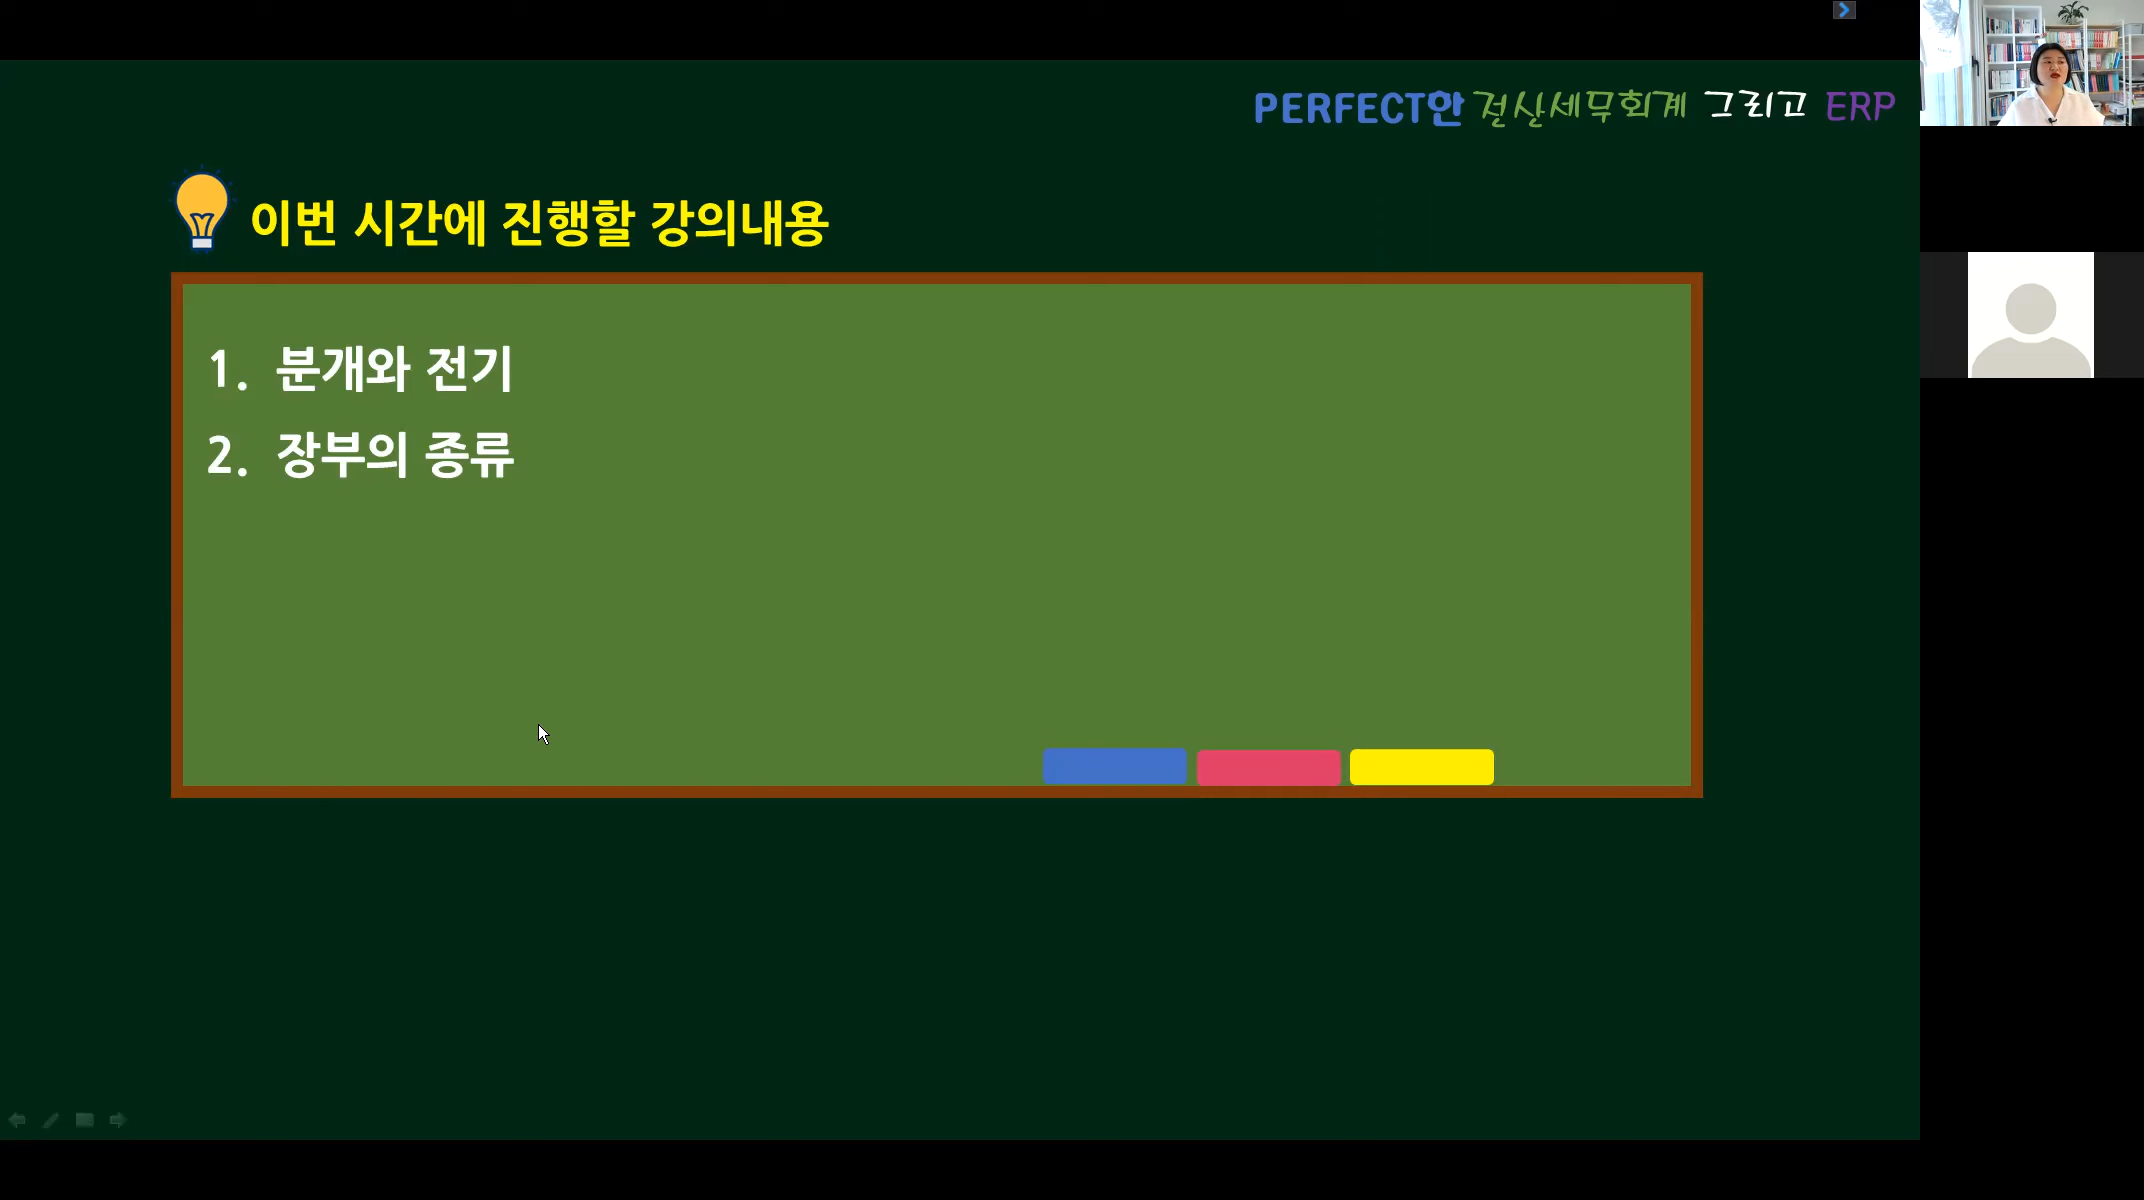 PERFECT한 전산세무회계 그리고 ERP
이번 시간에 진행할 강의내용
1. 분개와 전기
2. 장부의 종류